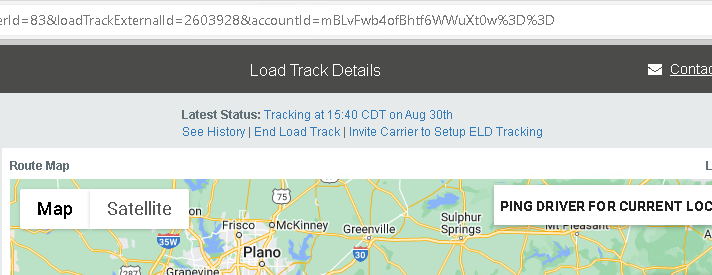 erId=83&loadTrackExternalId=2603928&accountId=mBLvFwb4ofBhtf6WWuXt0w%3D%3D
Load Track Details
Contac
Latest Status: Tracking at 15:40 CDT on Aug 30th
See History | End Load Track | Invite Carrier to Setup ELD Tracking
Route Map
L
Map
Satellite
PING DRIVER FOR CURRENT LOC
75
Sulphur
Springs
Mt Pleasant
Frisco
McKinney
Greenville
35W
Plano
30
287
Grapevine